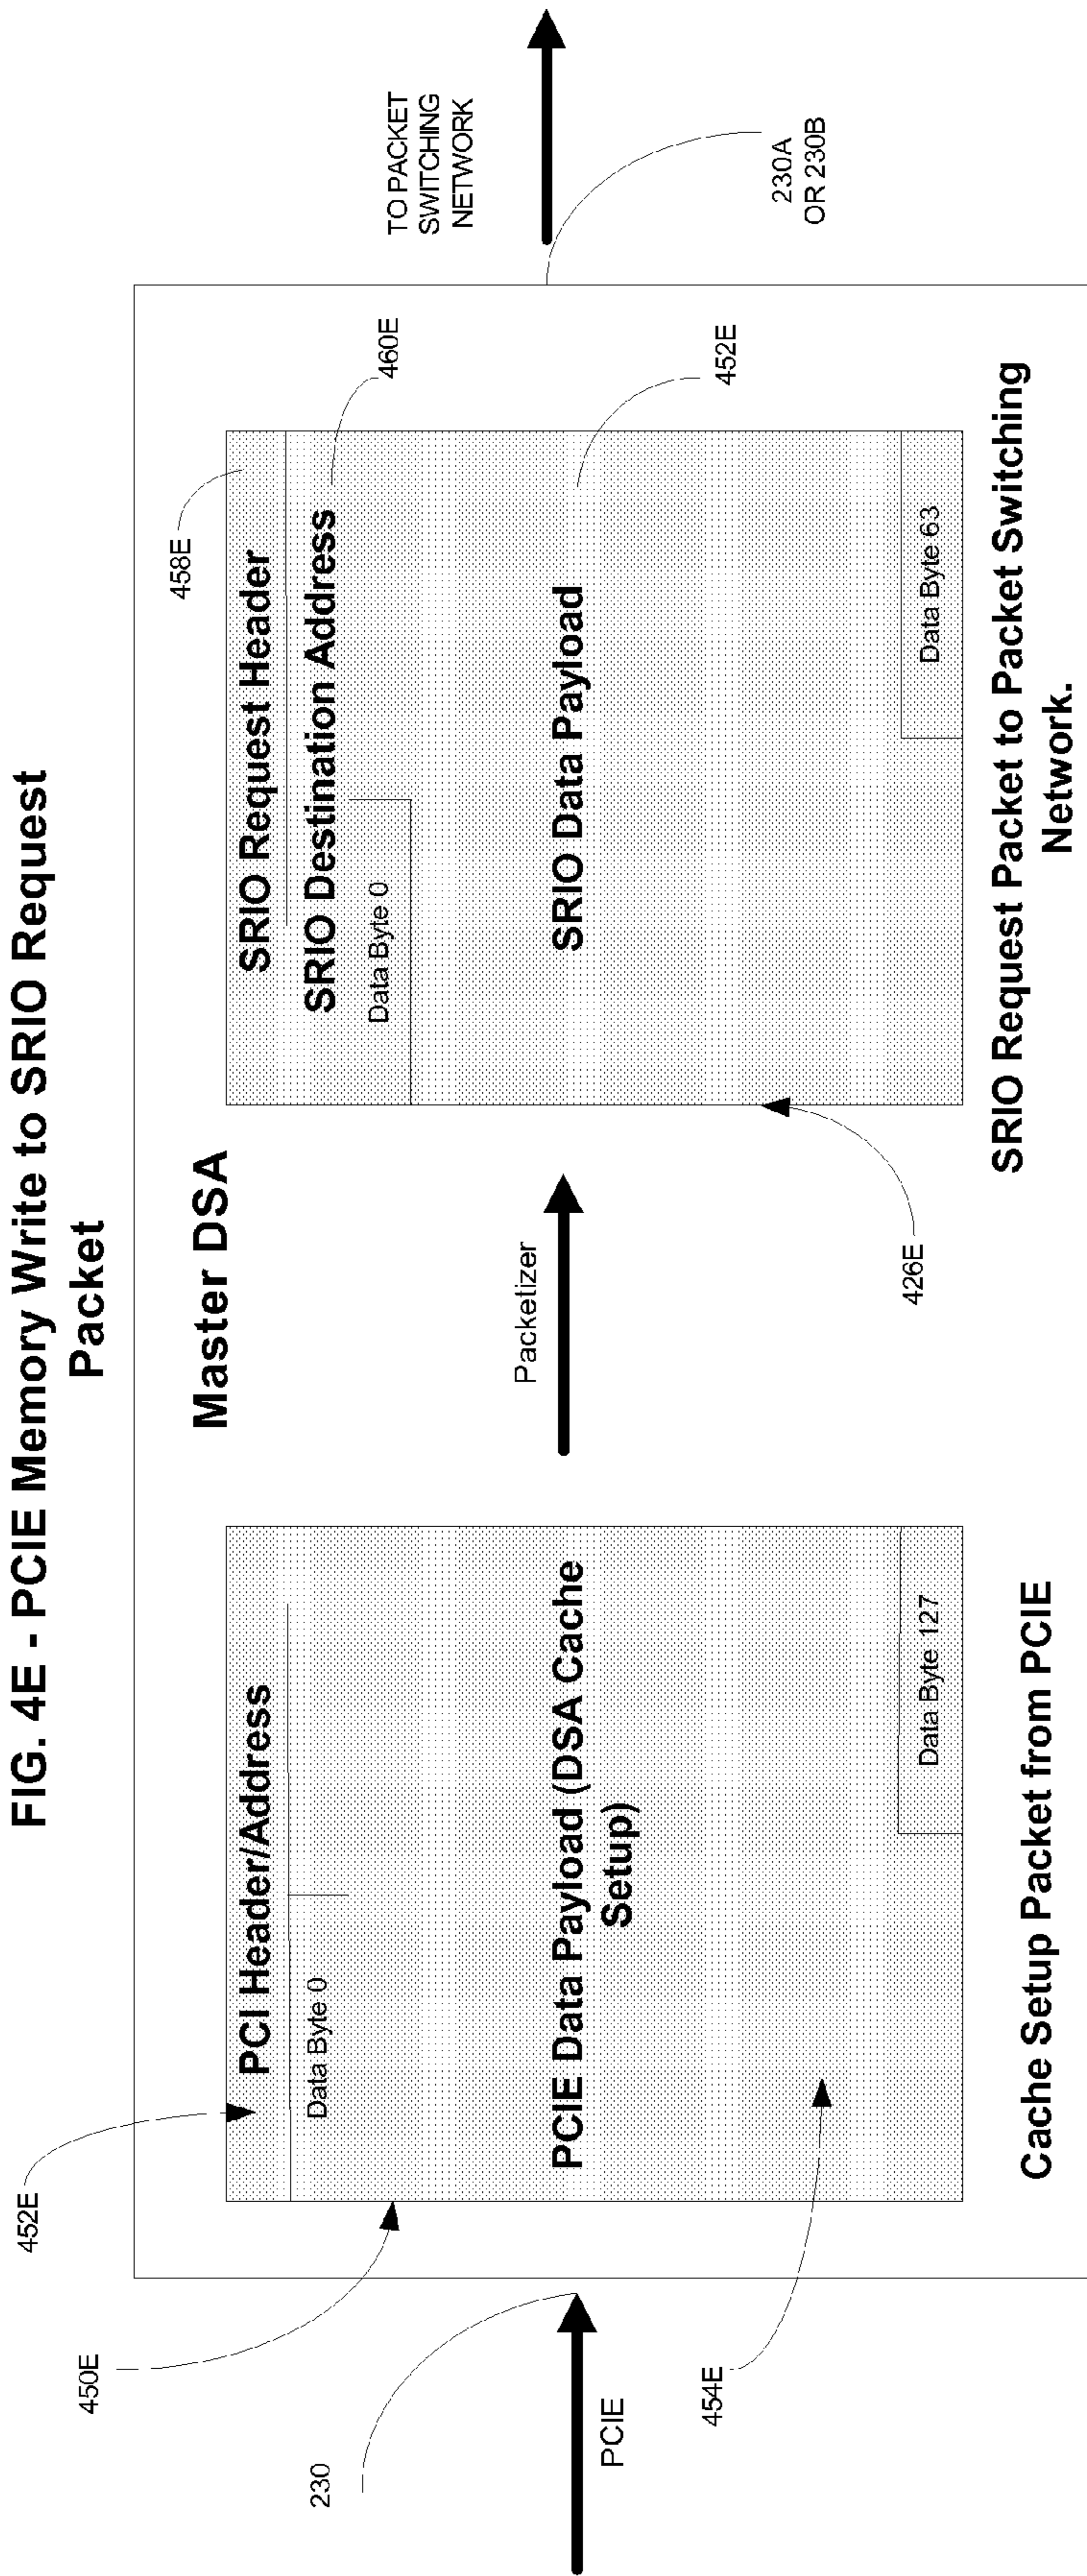 FIG. 4E - PCIE Memory Write to SRIO Request
Packet
Master DSA
452E
450E
230
PCIE
454E
PCI Header/Address
Data Byte 0
PCIE Data Payload (DSA Cache
Setup)
Data Byte 127
Cache Setup Packet from PCIE
Packetizer
426E
458E
SRIO Request Header
SRIO Destination Address
460E
Data Byte 0
SRIO Data Payload
452E
Data Byte 63
SRIO Request Packet to Packet Switching
Network.
TO PACKET
SWITCHING
NETWORK
230A
OR 230B